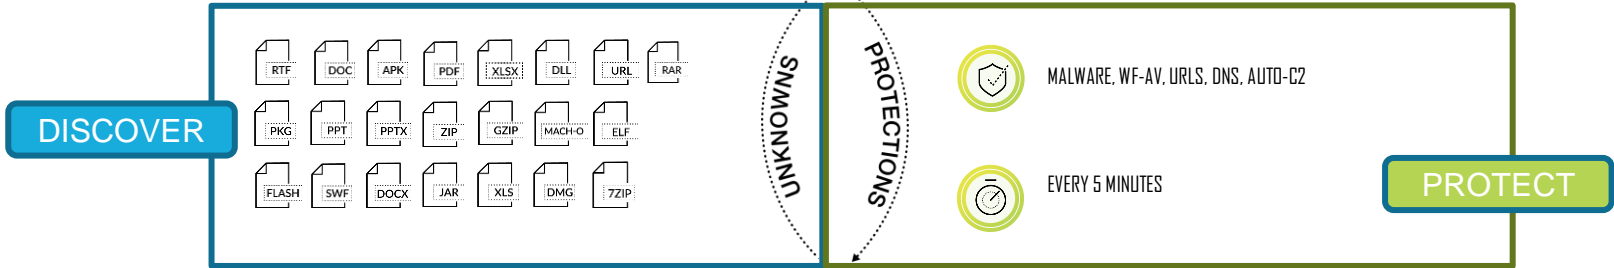 DISCOVER
RTF DOC APK PDF XLSX DLL URL RAR
PKG PPT PPTX ZIP GZIP MACH-O ELF
FLASH SWF DOCX JAR XLS DMG 7ZIP
UNKNOWNS
PROTECTIONS
MALWARE, WF-AV, URLS, DNS, AUTO-C2
EVERY 5 MINUTES
PROTECT